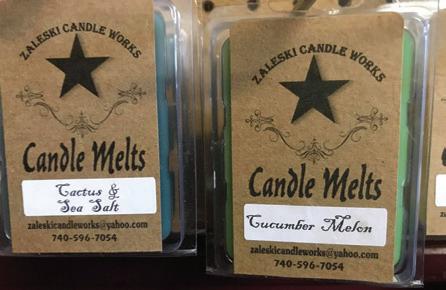 ZALESKI CANDLE WORKS
Candle Melts
Cactus &
Sea Salt
zaleskicandleworks@yahoo.com
740-596-7054
ZALESKI CANDLE WORKS
Candle Melts
Cucumber Melon
zaleskicandleworks@yahoo.com
740-596-7054